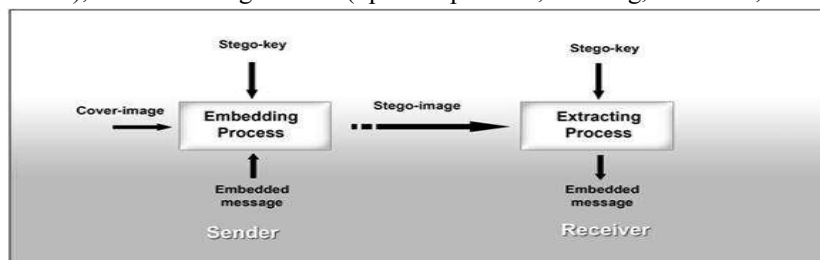 Stego-key
Stego-key
Cover-image
Embedding
Process
Stego-image
Extracting
Process
Embedded
message
Embedded
message
Sender
Receiver